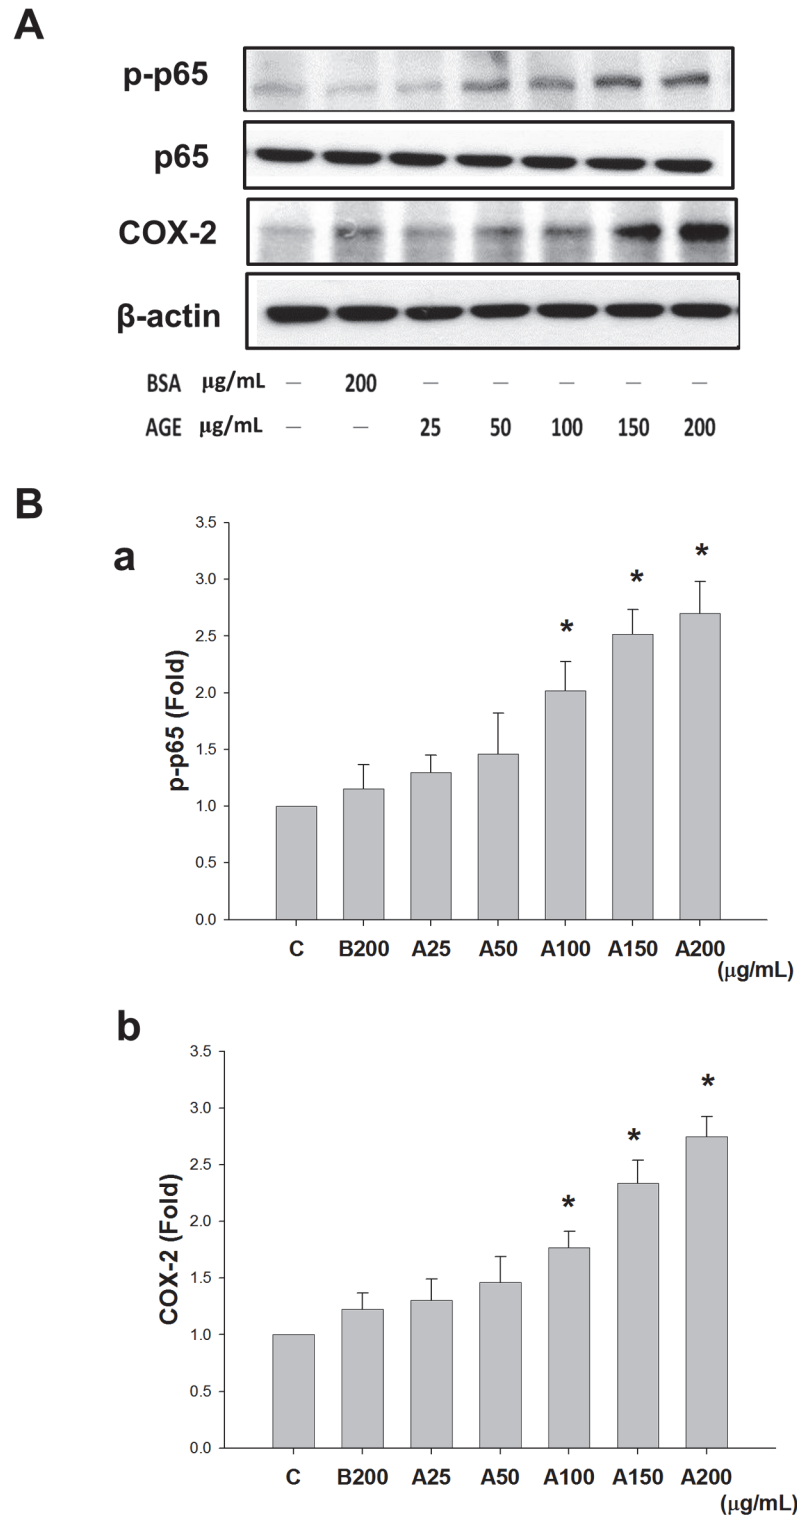 A
p-p65
p65
COX-2
β-actin
BSA μg/mL — 200 — — — — —
AGE μg/mL — — 25 50 100 150 200
B
a
3.5
3.0
2.5
2.0
1.5
1.0
0.5
0.0
p-p65 (Fold)
* * *
C B200 A25 A50 A100 A150 A200
(μg/mL)
b
3.5
3.0
2.5
2.0
1.5
1.0
0.5
0.0
COX-2 (Fold)
* * *
C B200 A25 A50 A100 A150 A200
(μg/mL)